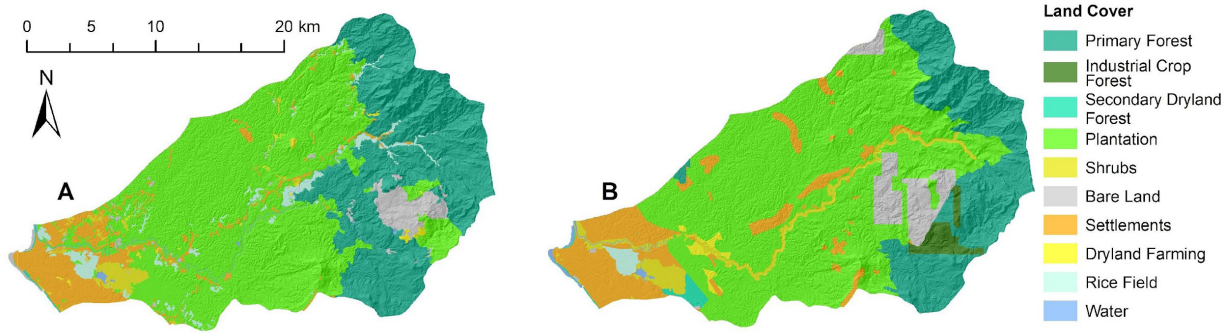 0 5 10 20 km
N
A
B
Land Cover
Primary Forest
Industrial Crop
Forest
Secondary Dryland
Forest
Plantation
Shrubs
Bare Land
Settlements
Dryland Farming
Rice Field
Water